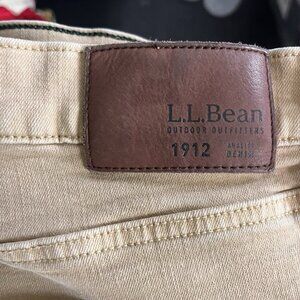 L.L.Bean
OUTDOOR OUTFITTERS
1912
DENIM